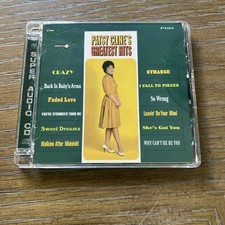 STEREO
PATSY CLINE'S
GREATEST HITS
CRAZY
Back In Baby's Arms
Faded Love
YOU'RE STRONGER THAN ME
Sweet Dreams
Walkin After Midnight
STRANGE
I FALL TO PIECES
So Wrong
Leavin' On Your Mind
She's Got You
WHY CAN'T HE BE YOU
SUPER AUDIO CD